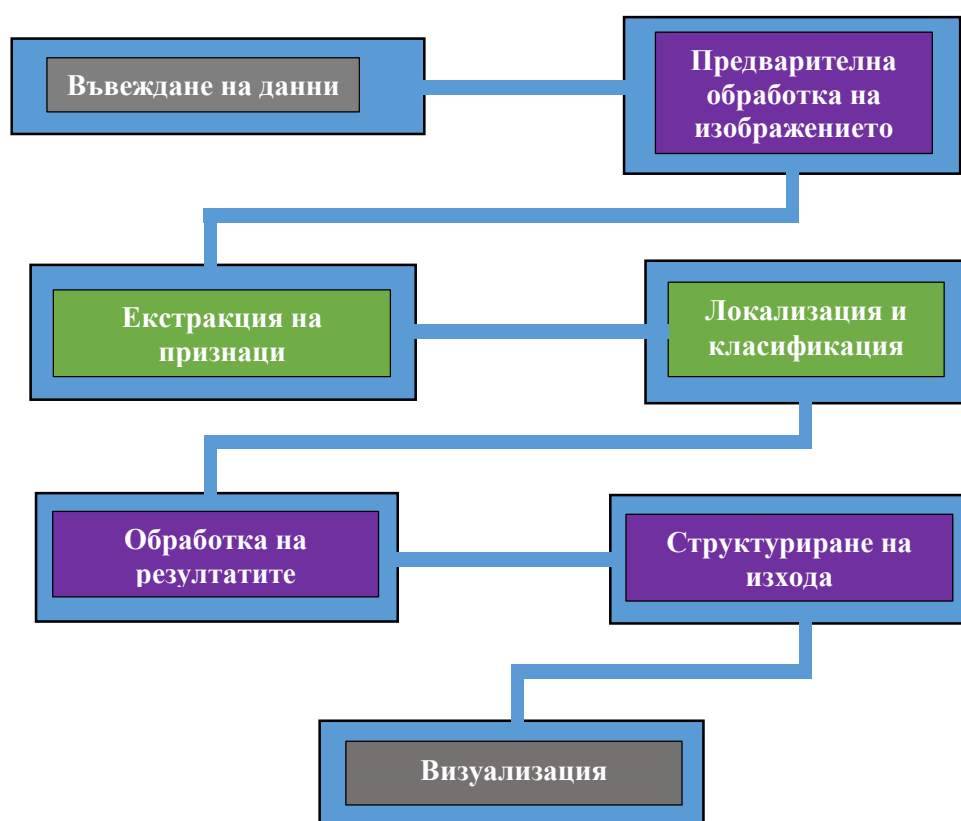 Въвеждане на данни
Предварителна
обработка на
изображението
Екстракция на
признаци
Локализация и
класификация
Обработка на
резултатите
Структуриране на
изхода
Визуализация